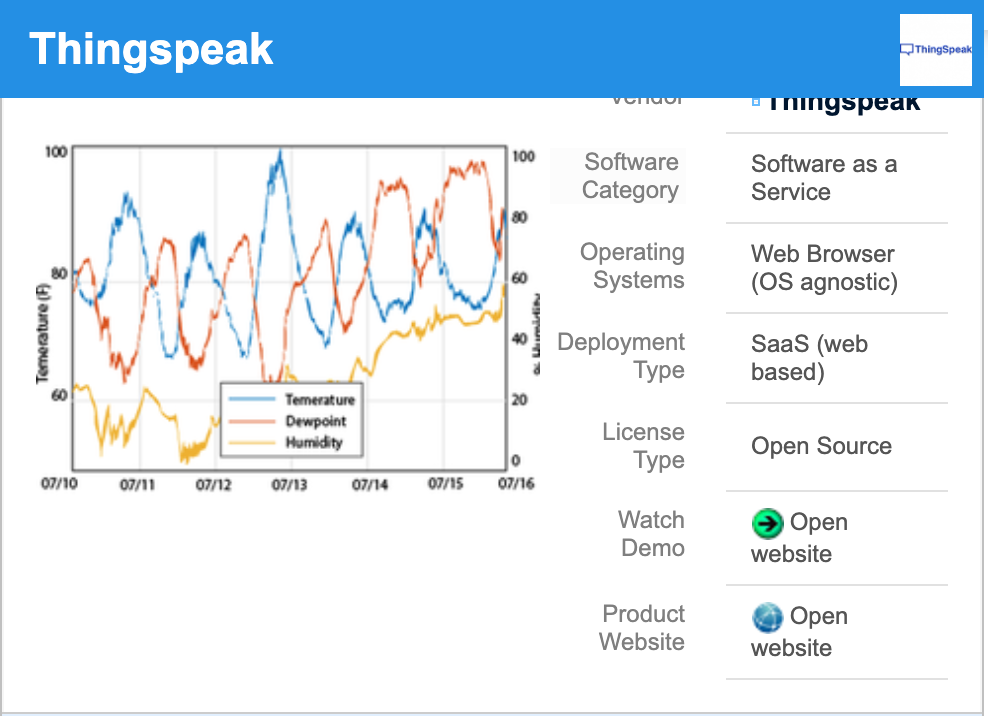 Thingspeak
ThingSpeak
Vendor
Thingspeak
Software
Category
Software as a
Service
Operating
Systems
Web Browser
(OS agnostic)
Deployment
Type
SaaS (web
based)
License
Type
Open Source
Watch
Demo
Open
website
Product
Website
Open
website
100
80
60
Temerature (F)
100
80
60
40
20
0
% Humidity
Temerature
Dewpoint
Humidity
07/10
07/11
07/12
07/13
07/14
07/15
07/16